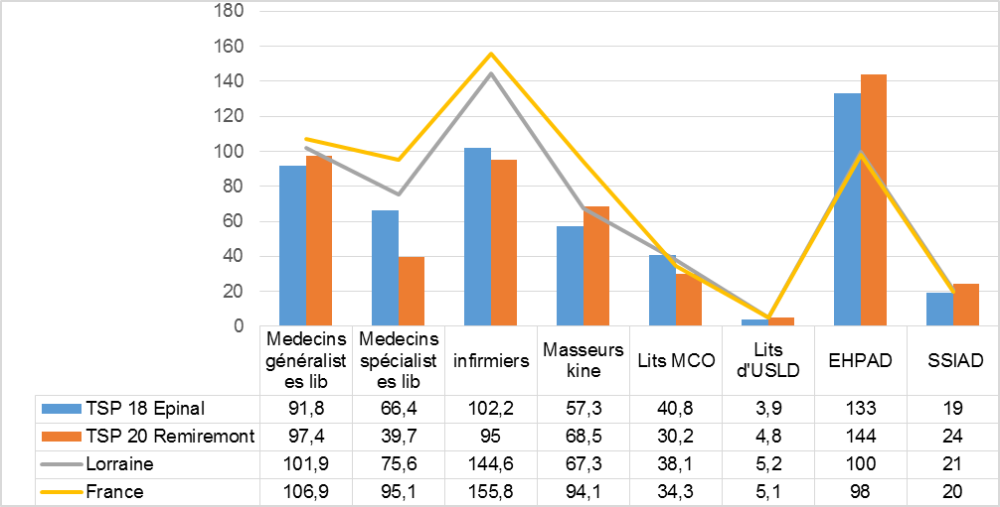 180
160
140
120
100
80
60
40
20
0
Medecins
généralist
es lib
Medecins
spécialist
es lib
infirmiers
Masseurs
kine
Lits MCO
Lits
d'USLD
EHPAD
SSIAD
TSP 18 Epinal 91,8 66,4 102,2 57,3 40,8 3,9 133 19
TSP 20 Remiremont 97,4 39,7 95 68,5 30,2 4,8 144 24
Lorraine 101,9 75,6 144,6 67,3 38,1 5,2 100 21
France 106,9 95,1 155,8 94,1 34,3 5,1 98 20